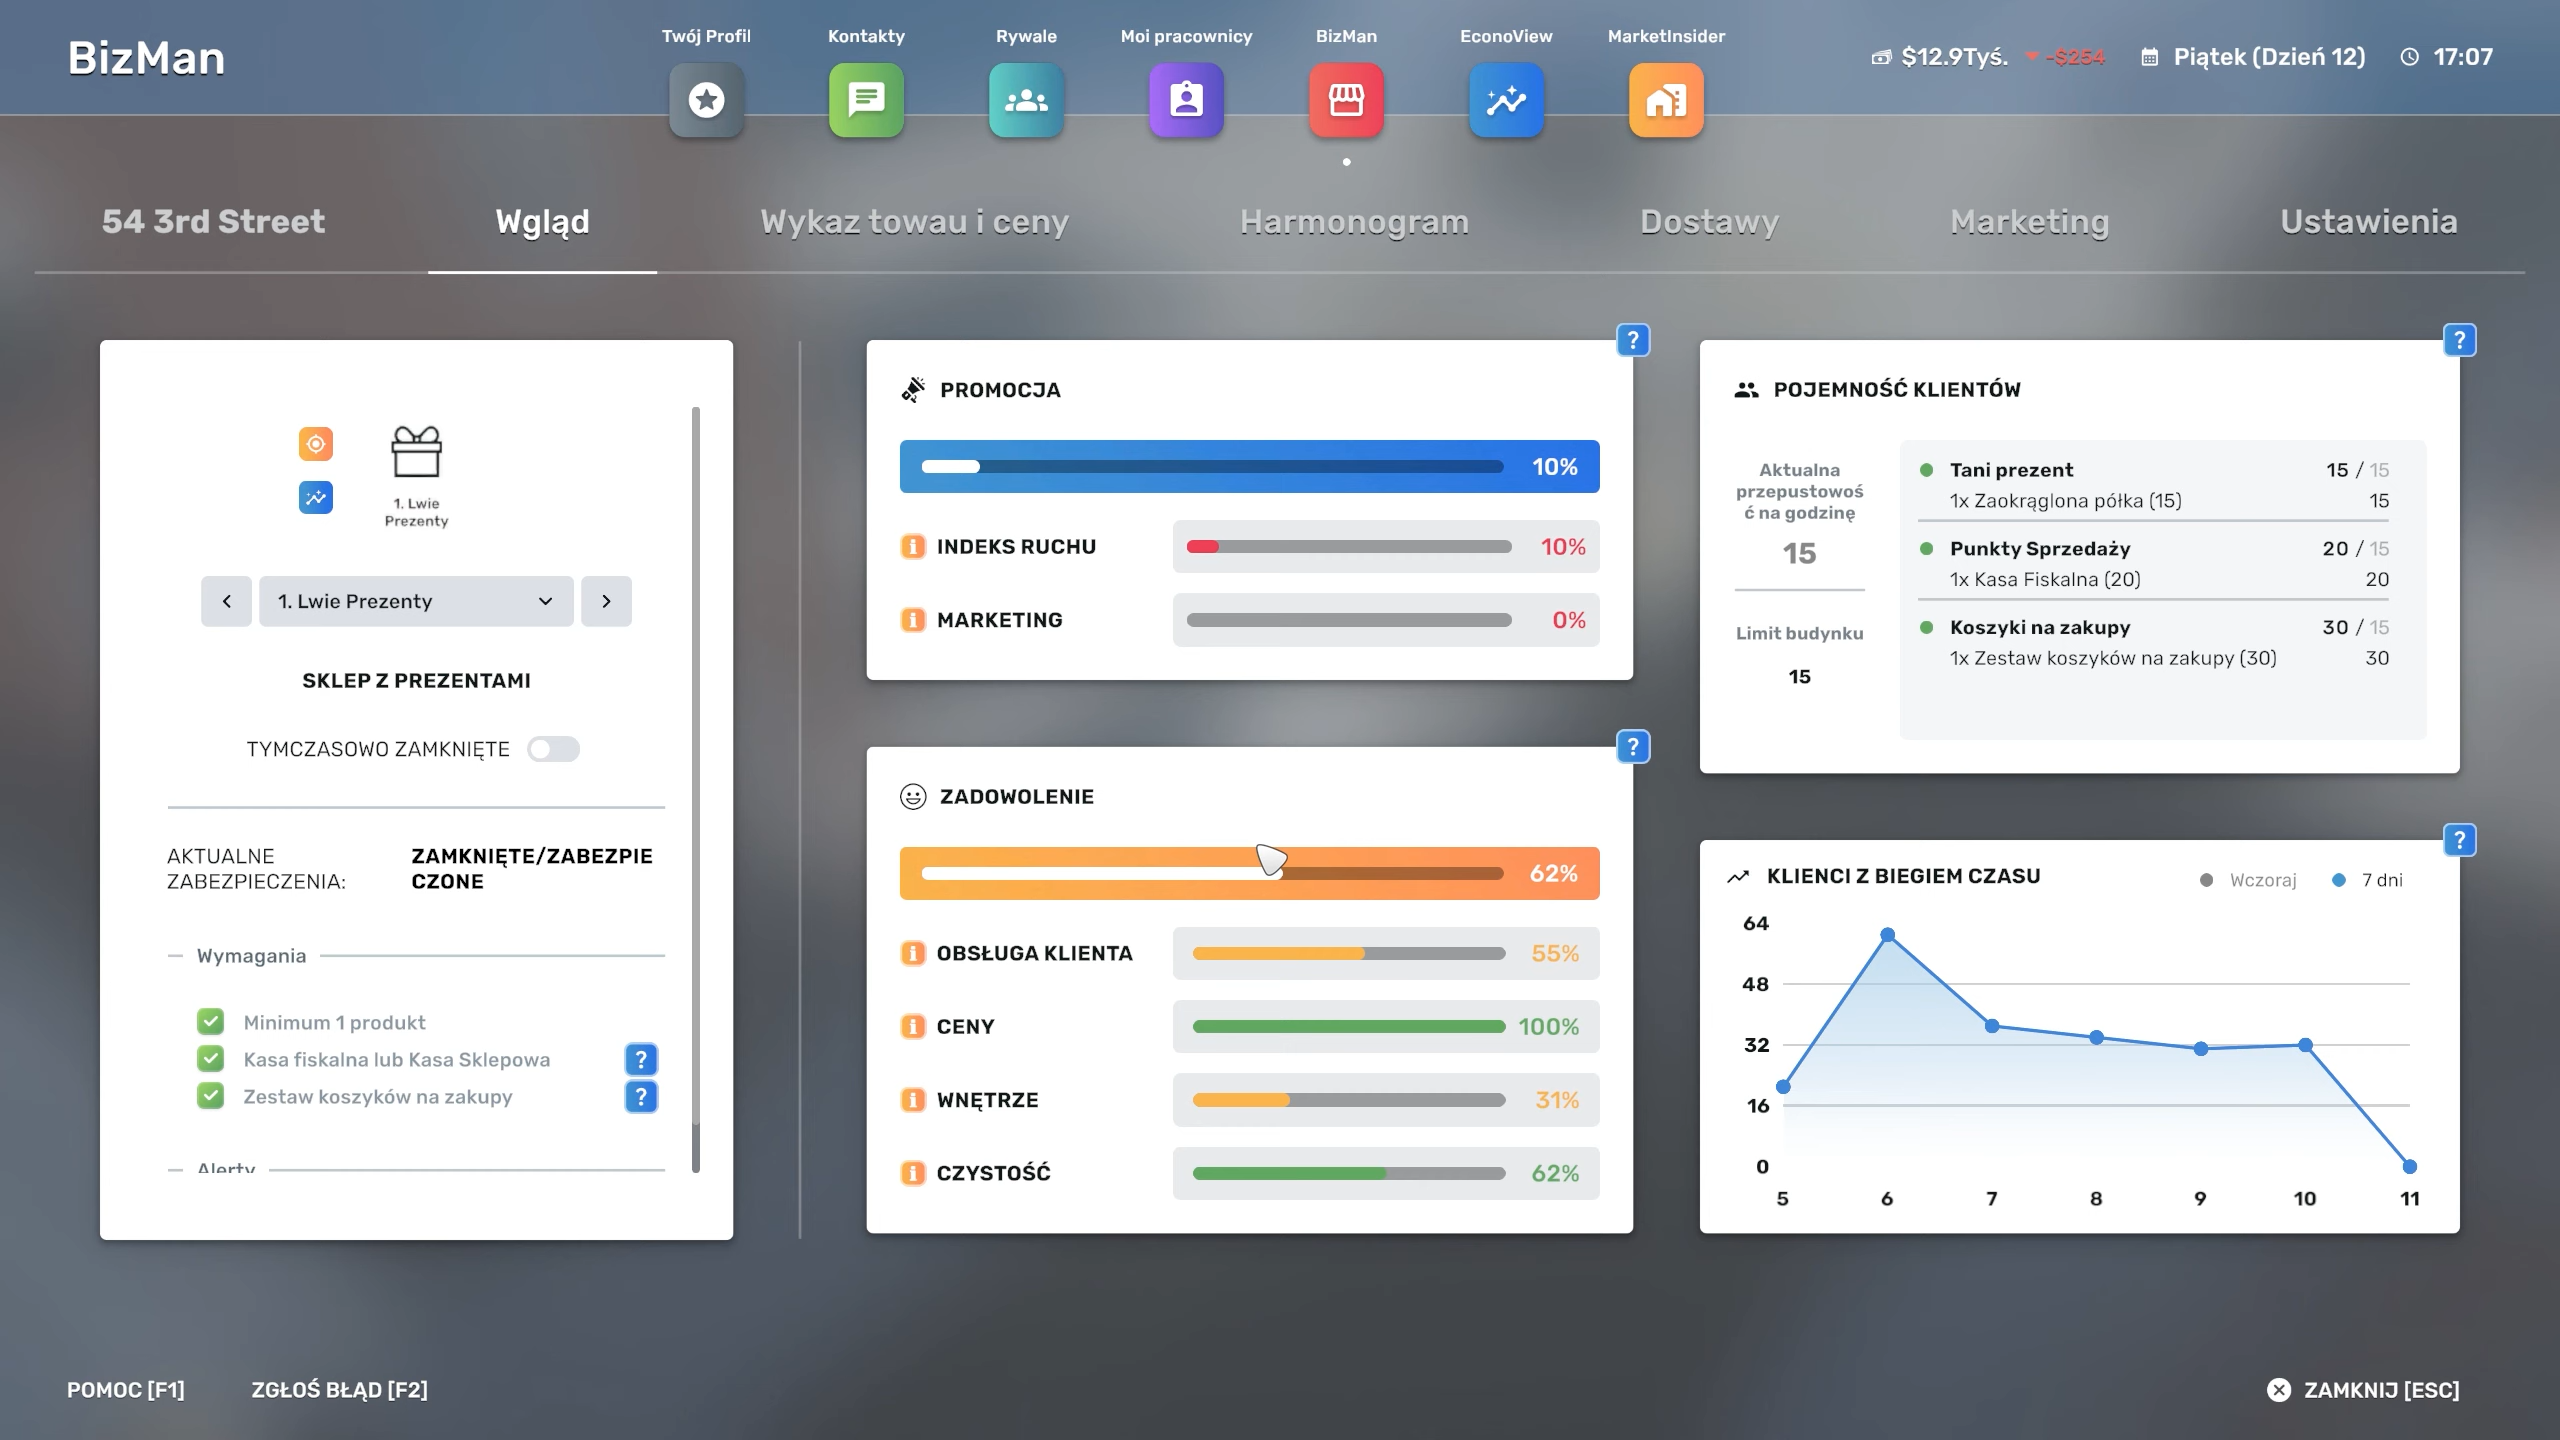 BizMan
Twój Profil
Kontakty
Rywale
Moi pracownicy
BizMan
EconoView
MarketInsider
$12.9Tyś.
-$254
Piątek (Dzień 12)
17:07
54 3rd Street
Wgląd
Wykaz towau i ceny
Harmonogram
Dostawy
Marketing
Ustawienia
1. Lwie
Prezenty
1. Lwie Prezenty
SKLEP Z PREZENTAMI
TYMCZASOWO ZAMKNIĘTE
AKTUALNE
ZABEZPIECZENIA:
ZAMKNIĘTE/ZABEZPIE
CZONE
Wymagania
Minimum 1 produkt
Kasa fiskalna lub Kasa Sklepowa
?
Zestaw koszyków na zakupy
?
Alerty
?
PROMOCJA
10%
INDEKS RUCHU
10%
MARKETING
0%
?
ZADOWOLENIE
62%
OBSŁUGA KLIENTA
55%
CENY
100%
WNĘTRZE
31%
CZYSTOŚĆ
62%
?
POJEMNOŚĆ KLIENTÓW
Aktualna
przepustowoś
ć na godzinę
15
Limit budynku
15
Tani prezent
15 / 15
1x Zaokrąglona półka (15)
15
Punkty Sprzedaży
20 / 15
1x Kasa Fiskalna (20)
20
Koszyki na zakupy
30 / 15
1x Zestaw koszyków na zakupy (30)
30
?
KLIENCI Z BIEGIEM CZASU
Wczoraj
7 dni
64
48
32
16
0
5
6
7
8
9
10
11
POMOC [F1]
ZGŁOŚ BŁĄD [F2]
ZAMKNIJ [ESC]